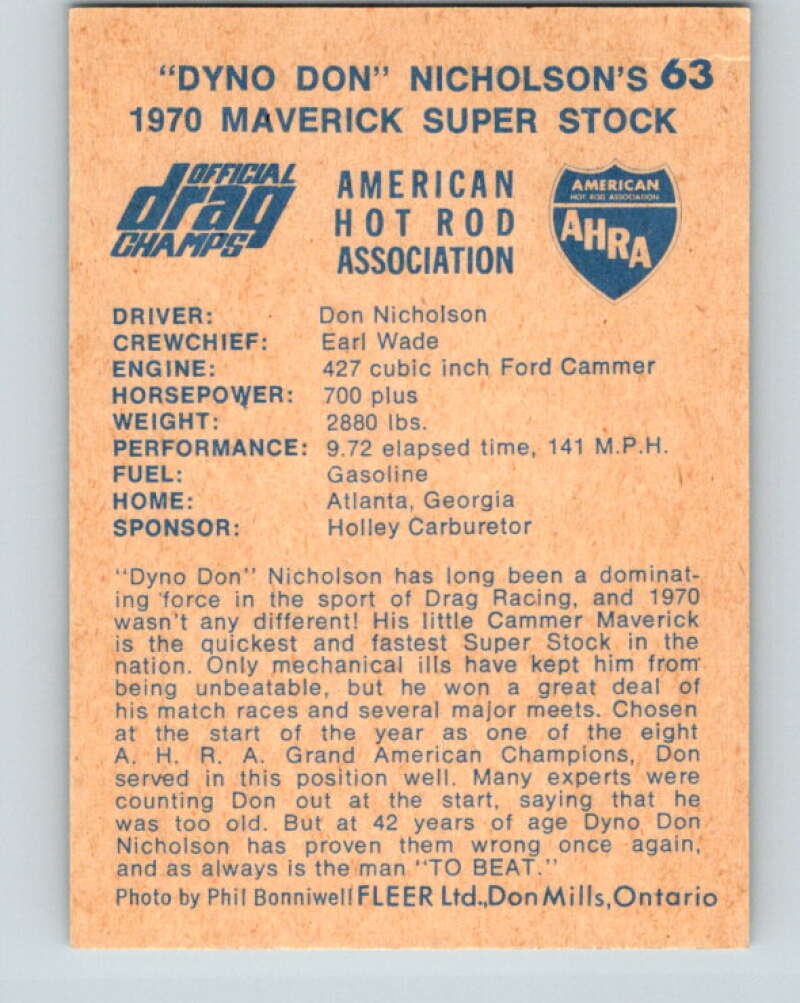 "DYNO DON" NICHOLSON'S 63
1970 MAVERICK SUPER STOCK
OFFICIAL
drag
CHAMPS
AMERICAN
HOT ROD
ASSOCIATION
AMERICAN
HOT ROD ASSOCIATION
AHRA
DRIVER: Don Nicholson
CREWCHIEF: Earl Wade
ENGINE: 427 cubic inch Ford Cammer
HORSEPOWER: 700 plus
WEIGHT: 2880 lbs.
PERFORMANCE: 9.72 elapsed time, 141 M.P.H.
FUEL: Gasoline
HOME: Atlanta, Georgia
SPONSOR: Holley Carburetor
"Dyno Don" Nicholson has long been a dominat-
ing force in the sport of Drag Racing, and 1970
wasn't any different! His little Cammer Maverick
is the quickest and fastest Super Stock in the
nation. Only mechanical ills have kept him from
being unbeatable, but he won a great deal of
his match races and several major meets. Chosen
at the start of the year as one of the eight
A. H. R. A. Grand American Champions, Don
served in this position well. Many experts were
counting Don out at the start, saying that he
was too old. But at 42 years of age Dyno Don
Nicholson has proven them wrong once again,
and as always is the man "TO BEAT."
Photo by Phil Bonniwell FLEER Ltd., Don Mills, Ontario